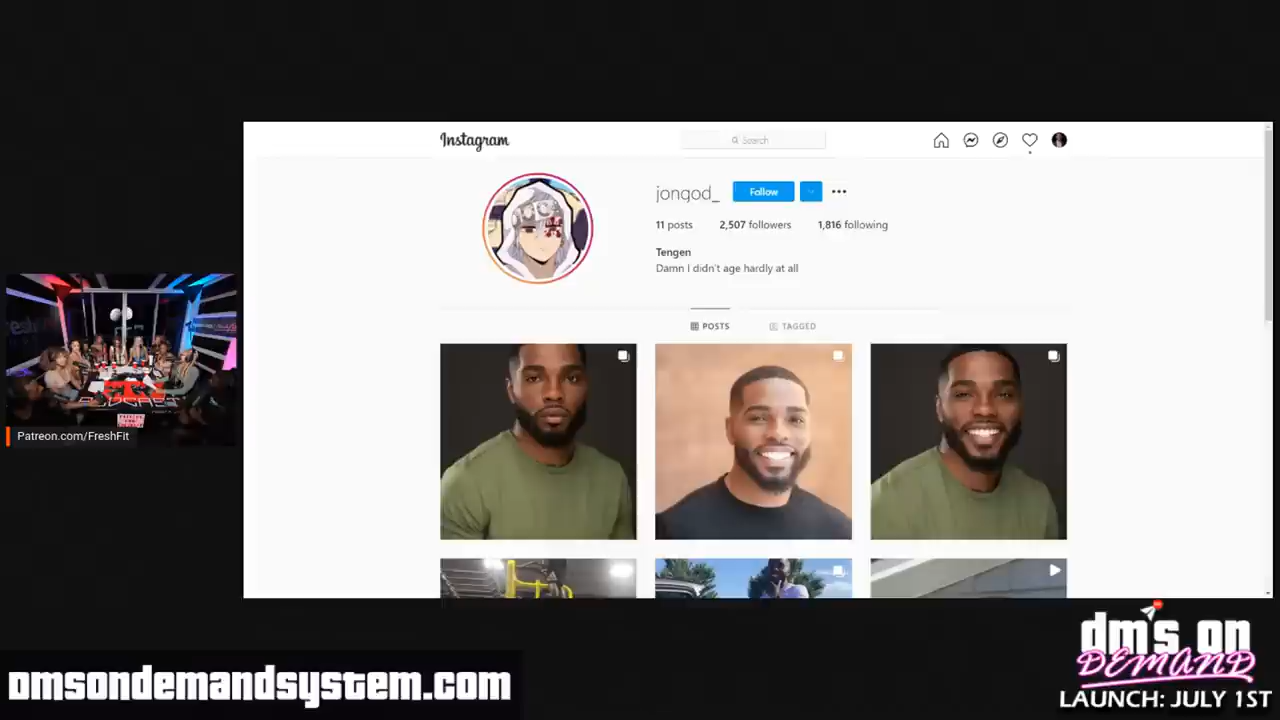 Instagram
Search
jongod_
Follow
11 posts 2,507 followers 1,816 following
Tengen
Damn I didn't age hardly at all
POSTS TAGGED
PODCAST
Patreon.com/FreshFit
DMSONDEMANDSYSTEM.COM
DM'S ON
DEMAND
LAUNCH: JULY 1ST